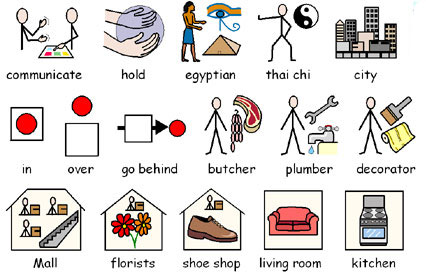 communicate hold egyptian thai chi city
in over go behind butcher plumber decorator
Mall florists shoe shop living room kitchen